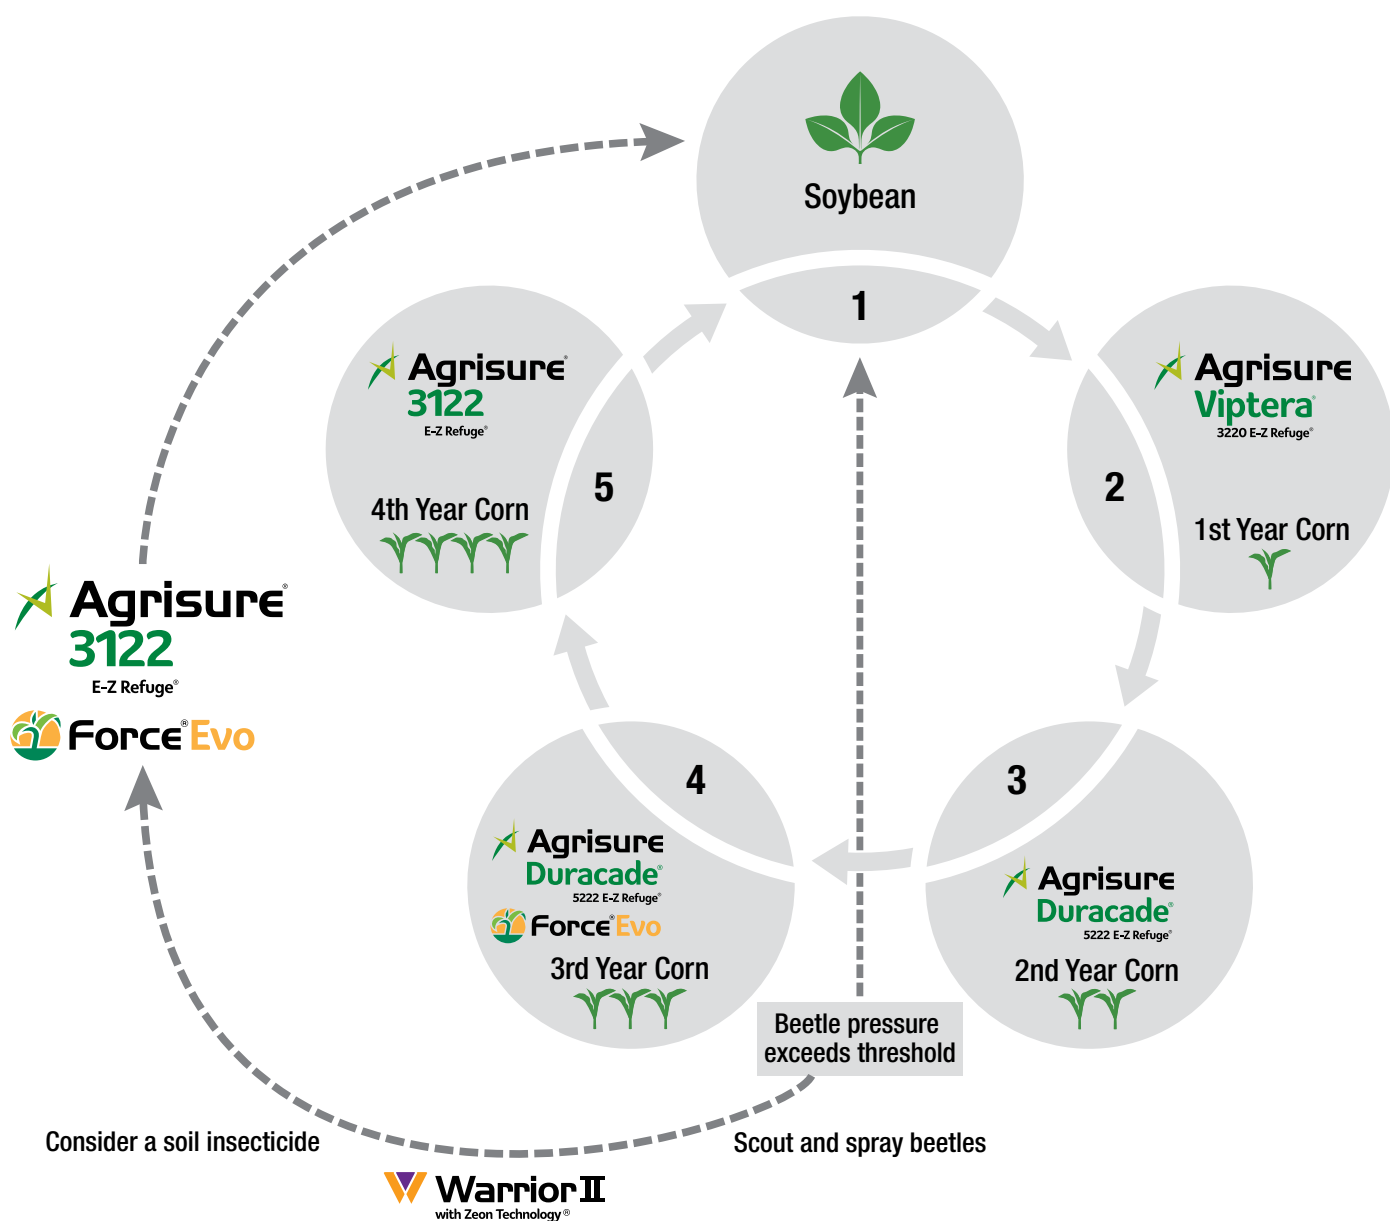 Soybean
1
Agrisure
Viptera®
3220 E-Z Refuge®
2
1st Year Corn
3
Agrisure
Duracade®
5222 E-Z Refuge®
2nd Year Corn
4
Agrisure
Duracade®
5222 E-Z Refuge®
Force® Evo
3rd Year Corn
Agrisure®
3122
E-Z Refuge®
5
4th Year Corn
Agrisure®
3122
E-Z Refuge®
Force® Evo
Beetle pressure
exceeds threshold
Consider a soil insecticide
Scout and spray beetles
Warrior II
with Zeon Technology®